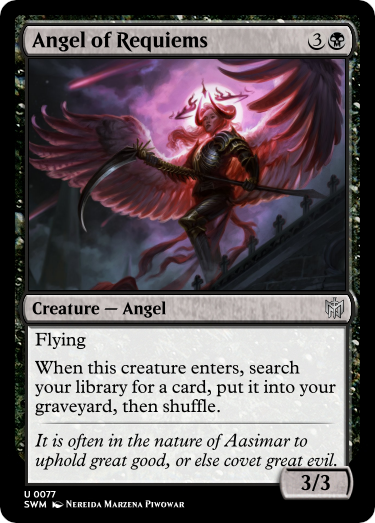 Angel of Requiems 3
Creature — Angel
Flying
When this creature enters, search
your library for a card, put it into your
graveyard, then shuffle.
It is often in the nature of Aasimar to
uphold great good, or else covet great evil.
3/3
U 0077
SWM Nereida Marzena Piwowar